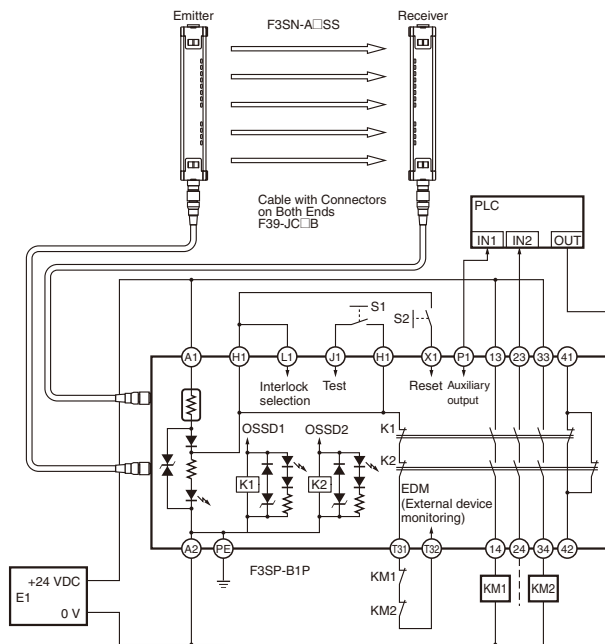 Emitter
F3SN-A□SS
Receiver
Cable with Connectors
on Both Ends
F39-JC□B
PLC
IN1
IN2
OUT
S1
S2
A1
H1
L1
J1
H1
X1
P1
13
23
33
41
Interlock
selection
Test
Reset
Auxiliary
output
OSSD1
OSSD2
K1
K2
K1
K2
EDM
(External device
monitoring)
A2
PE
T31
T32
14
24
34
42
F3SP-B1P
KM1
KM2
KM1
KM2
+24 VDC
E1
0 V